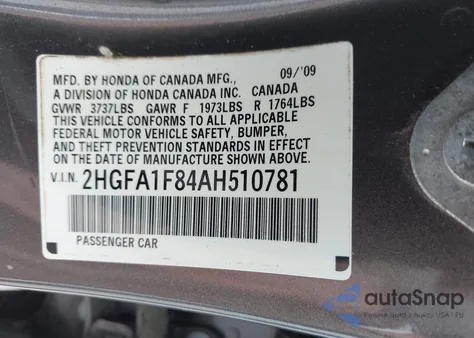 MFD. BY HONDA OF CANADA MFG., 09/'09
A DIVISION OF HONDA CANADA INC. CANADA
GVWR 3737LBS GAWR F 1973LBS R 1764LBS
THIS VEHICLE CONFORMS TO ALL APPLICABLE
FEDERAL MOTOR VEHICLE SAFETY, BUMPER,
AND THEFT PREVENTION STANDARDS IN EFFECT
ON THE DATE OF MANUFACTURE SHOWN ABOVE.
V.I.N. 2HGFA1F84AH510781
PASSENGER CAR
autoSnap